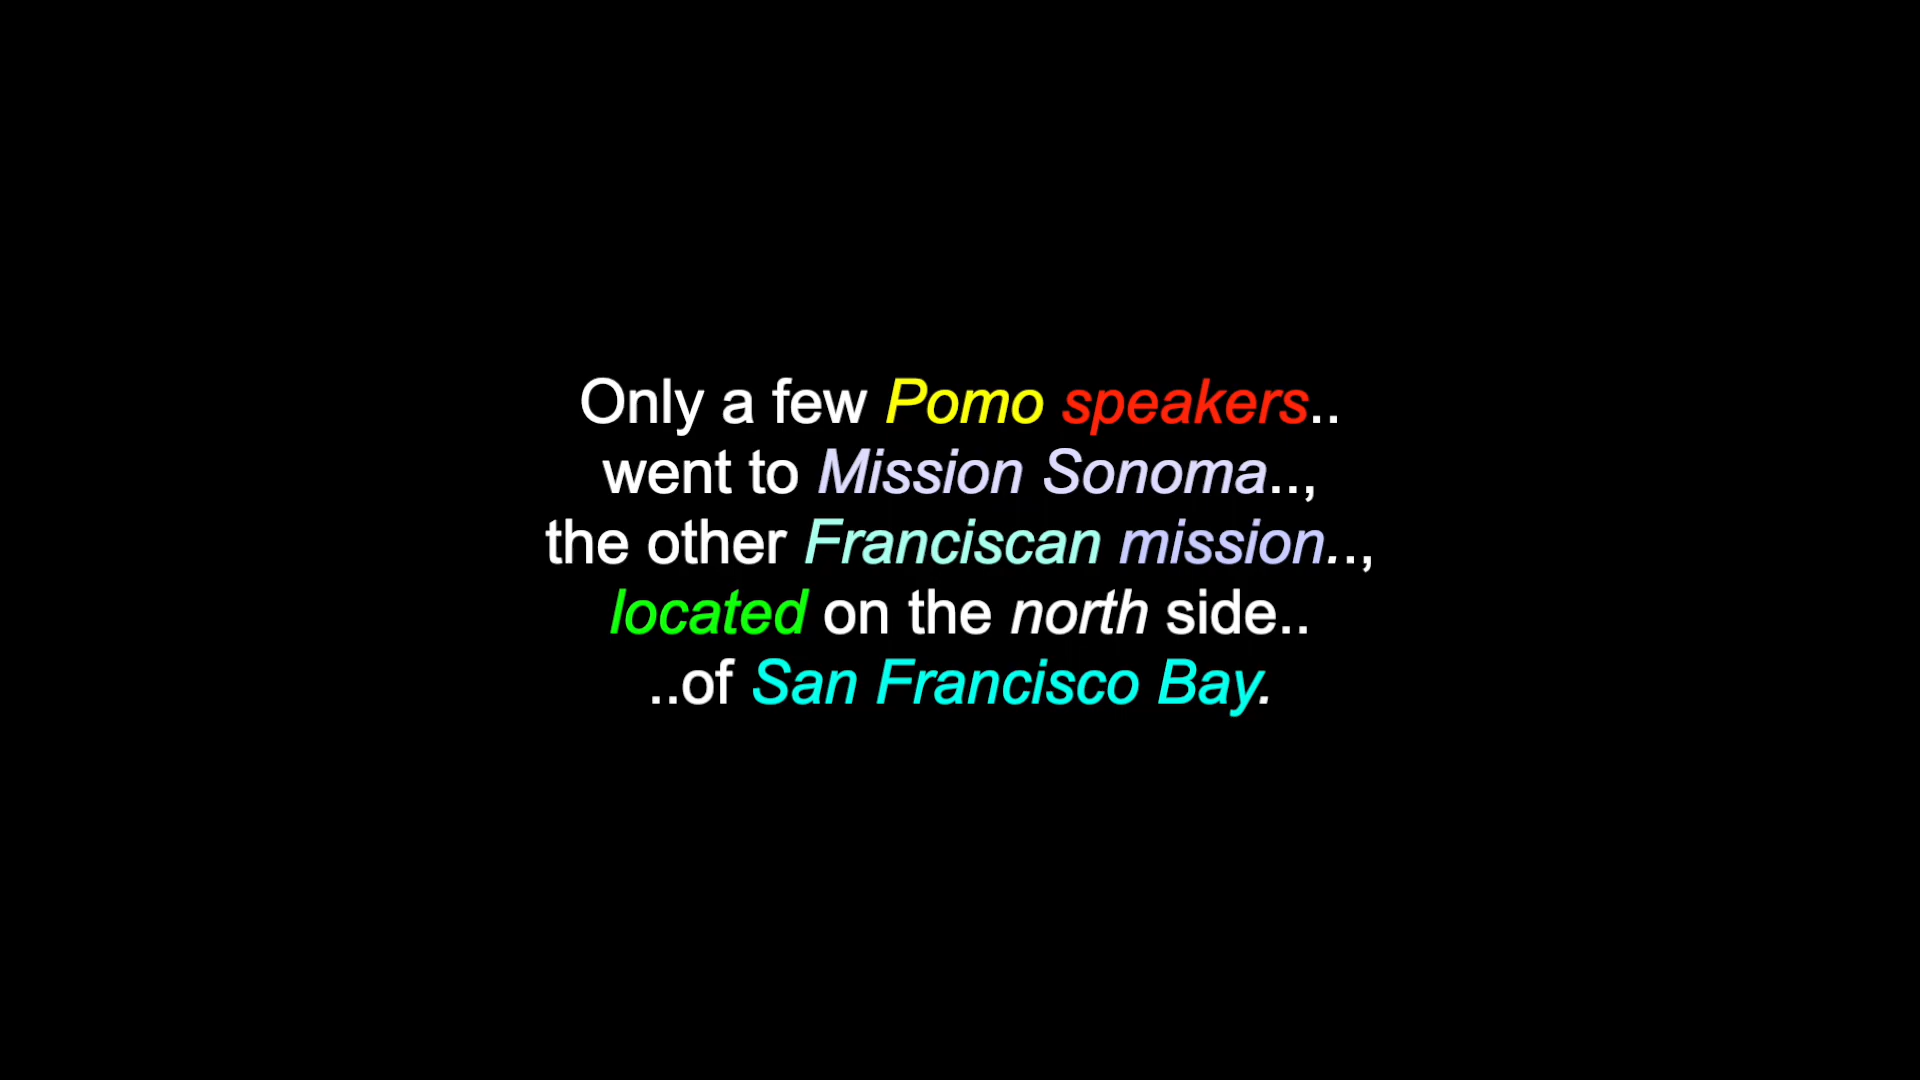 Only a few Pomo speakers..
went to Mission Sonoma..,
the other Franciscan mission..,
located on the north side..
..of San Francisco Bay.